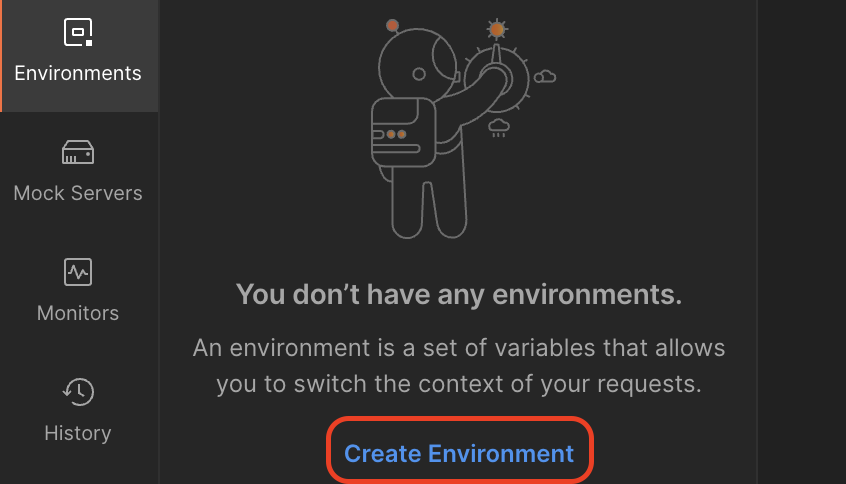 Environments
Mock Servers
Monitors
History
You don’t have any environments.
An environment is a set of variables that allows
you to switch the context of your requests.
Create Environment